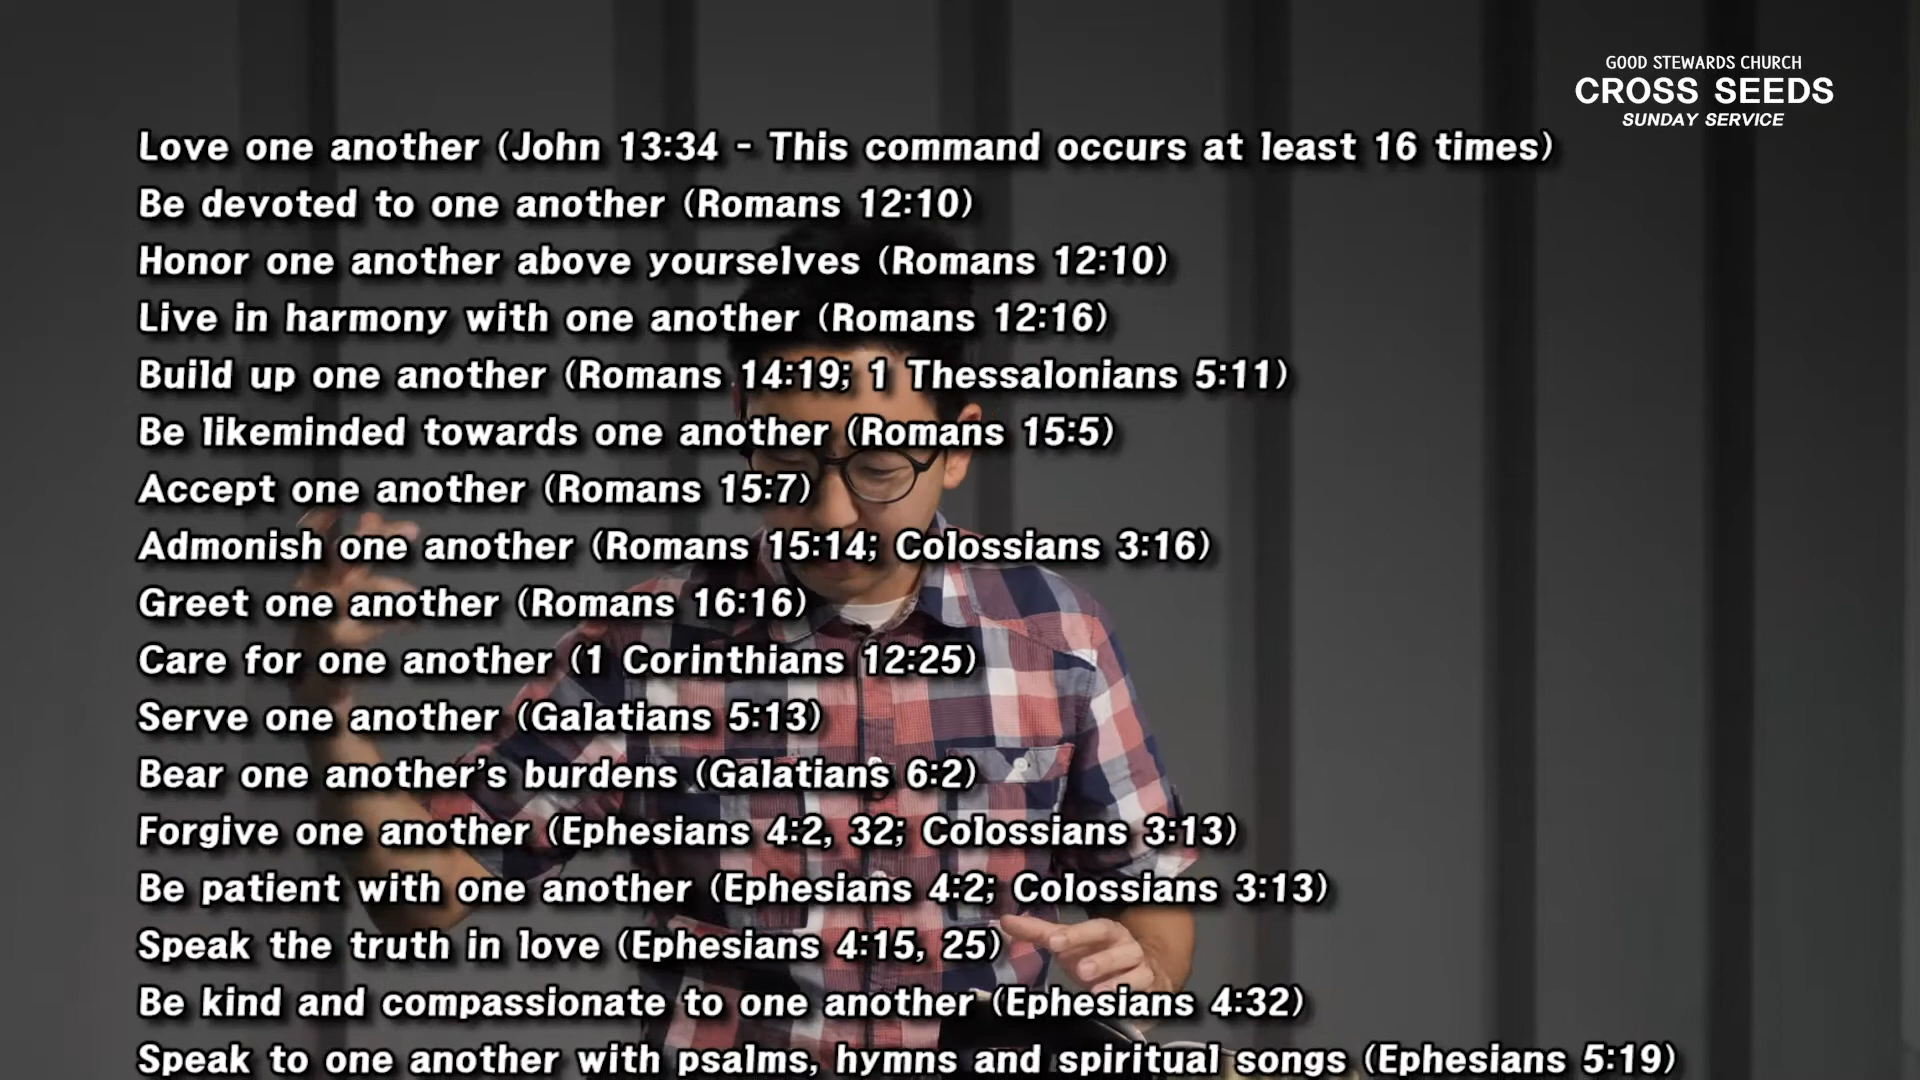 GOOD STEWARDS CHURCH
CROSS SEEDS
SUNDAY SERVICE
Love one another (John 13:34 - This command occurs at least 16 times)
Be devoted to one another (Romans 12:10)
Honor one another above yourselves (Romans 12:10)
Live in harmony with one another (Romans 12:16)
Build up one another (Romans 14:19; 1 Thessalonians 5:11)
Be likeminded towards one another (Romans 15:5)
Accept one another (Romans 15:7)
Admonish one another (Romans 15:14; Colossians 3:16)
Greet one another (Romans 16:16)
Care for one another (1 Corinthians 12:25)
Serve one another (Galatians 5:13)
Bear one another’s burdens (Galatians 6:2)
Forgive one another (Ephesians 4:2, 32; Colossians 3:13)
Be patient with one another (Ephesians 4:2; Colossians 3:13)
Speak the truth in love (Ephesians 4:15, 25)
Be kind and compassionate to one another (Ephesians 4:32)
Speak to one another with psalms, hymns and spiritual songs (Ephesians 5:19)